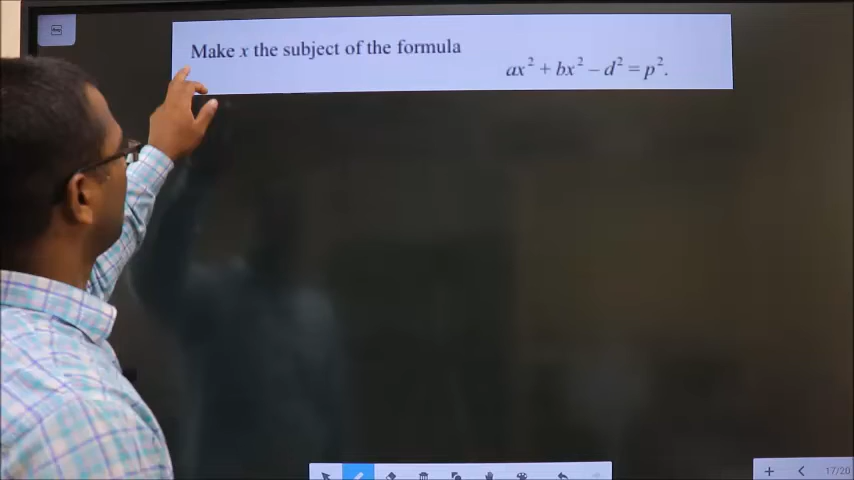 Make x the subject of the formula
ax² + bx² – d² = p².
17/20